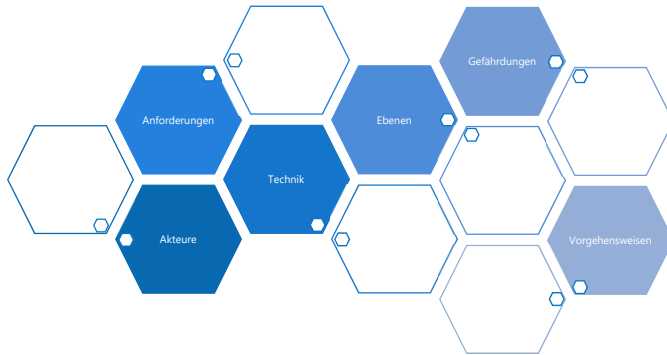 Gefährdungen
Anforderungen
Ebenen
Technik
Akteure
Vorgehensweisen